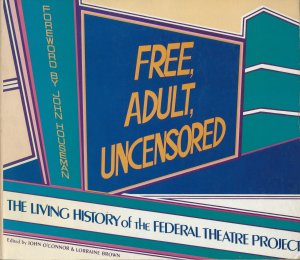 FOREWORD BY JOHN HOUSEMAN
FREE,
ADULT,
UNCENSORED
THE LIVING HISTORY of the FEDERAL THEATRE PROJECT
Edited by JOHN O'CONNOR & LORRAINE BROWN